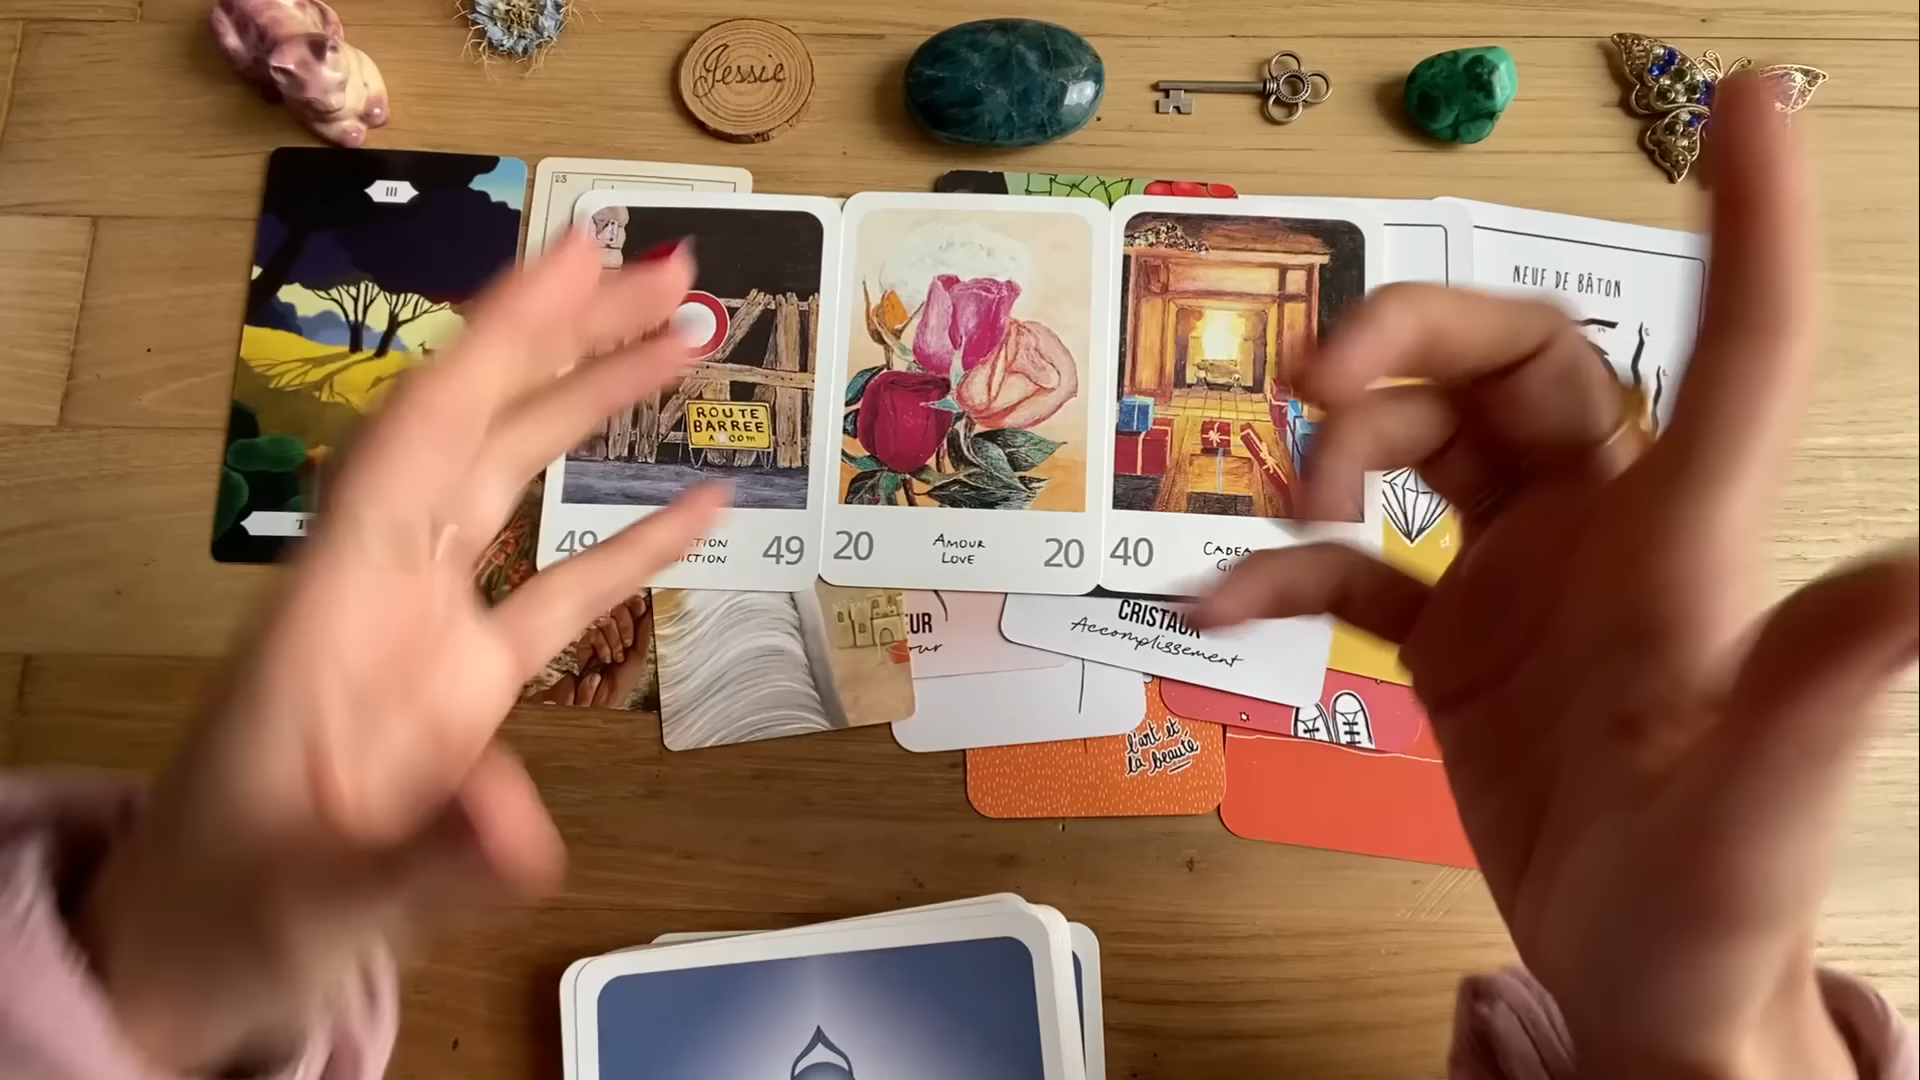 Jessie
III
23
NEUF DE BÂTON
ROUTE
BARREE
49
49
20
AMOUR
LOVE
20
40
CRISTAUX
Accomplissement
l'art et
la beauté